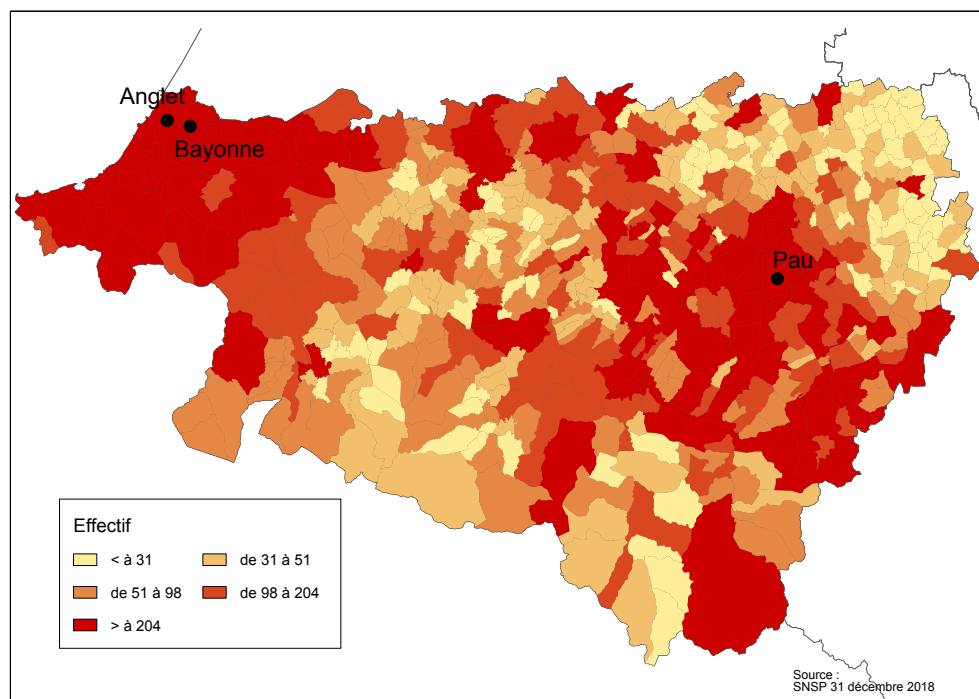 Anglet
Bayonne
Pau
Effectif
< à 31
de 31 à 51
de 51 à 98
de 98 à 204
> à 204
Source :
SNSP 31 décembre 2018